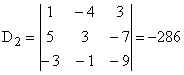 D₂ = | 1 −4 3 |
| 5 3 −7 | = −286
| −3 −1 −9 |